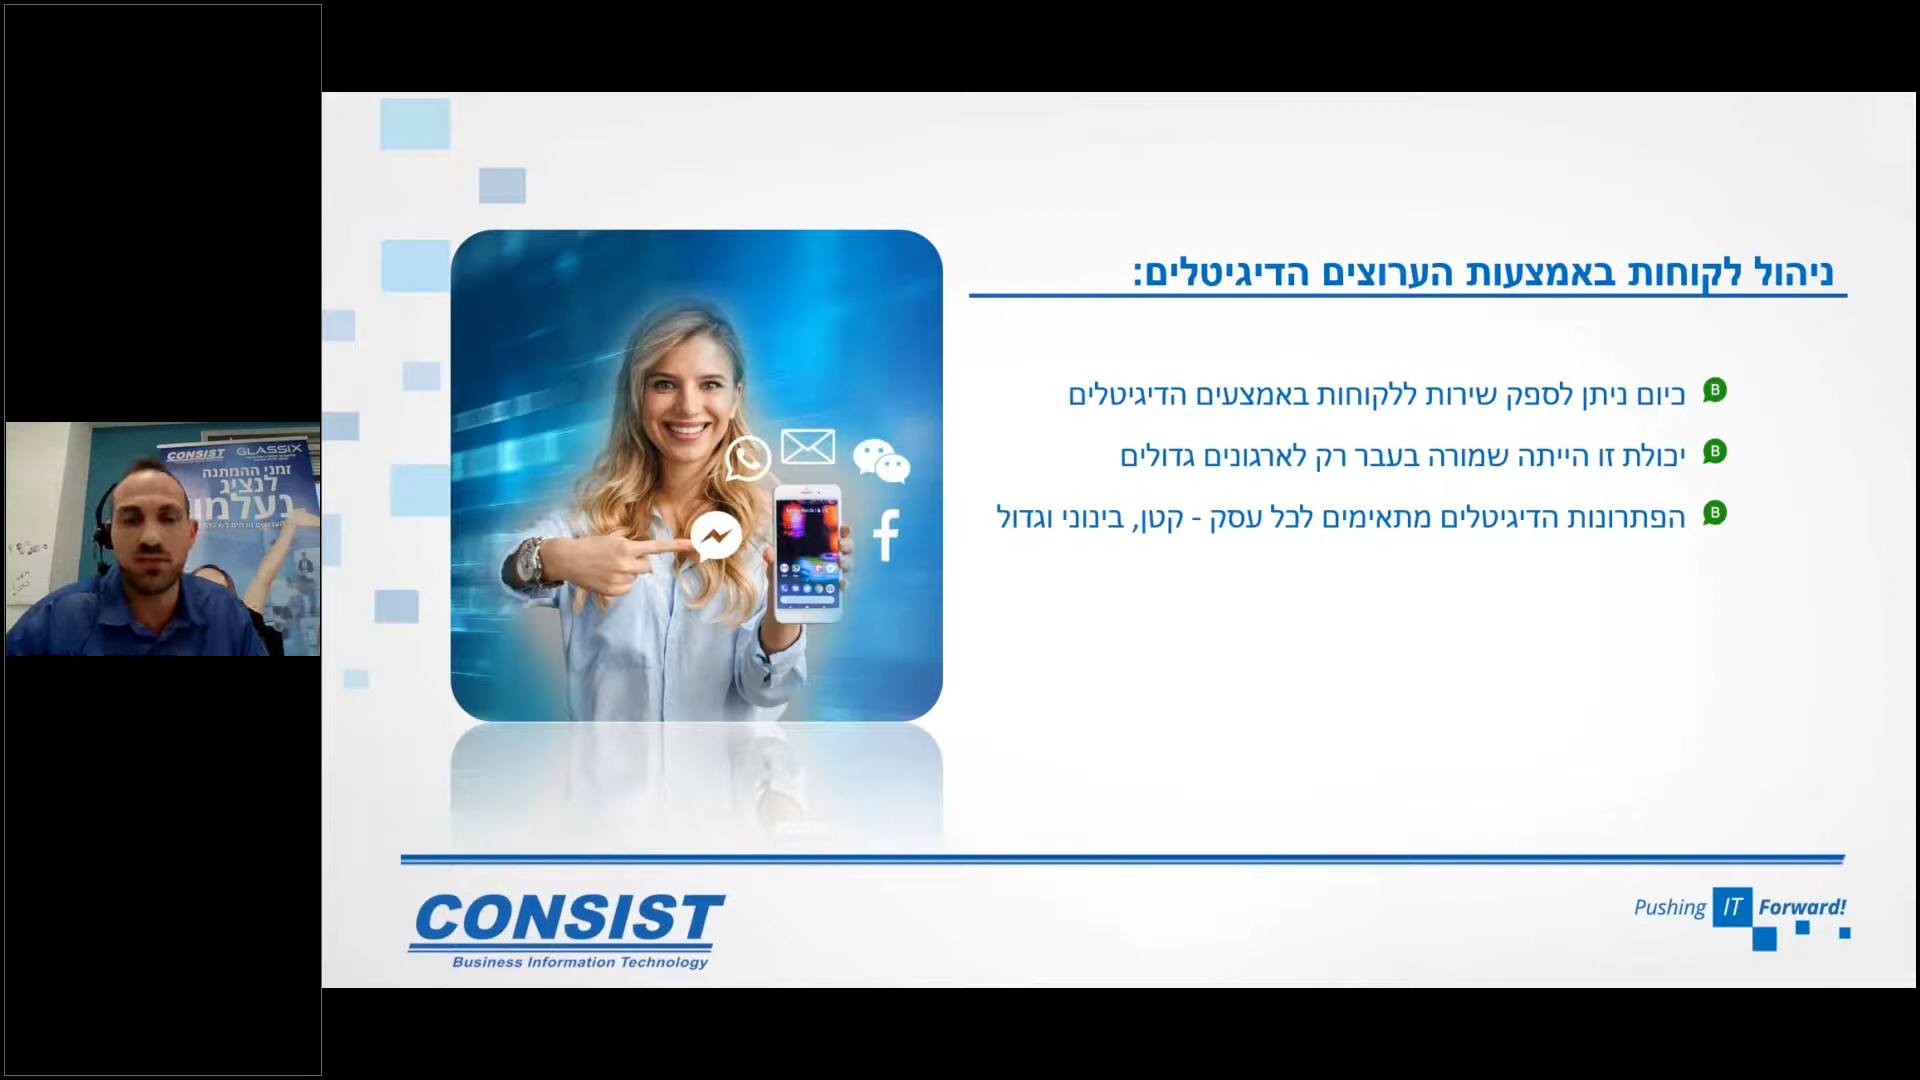 CONSIST GLASSIX
זמני ההמתנה
לנציג
נעלמו
ניהול לקוחות באמצעות הערוצים הדיגיטלים:
כיום ניתן לספק שירות ללקוחות באמצעים הדיגיטלים
יכולת זו הייתה שמורה בעבר רק לארגונים גדולים
הפתרונות הדיגיטלים מתאימים לכל עסק - קטן, בינוני וגדול
CONSIST
Business Information Technology
Pushing IT Forward!